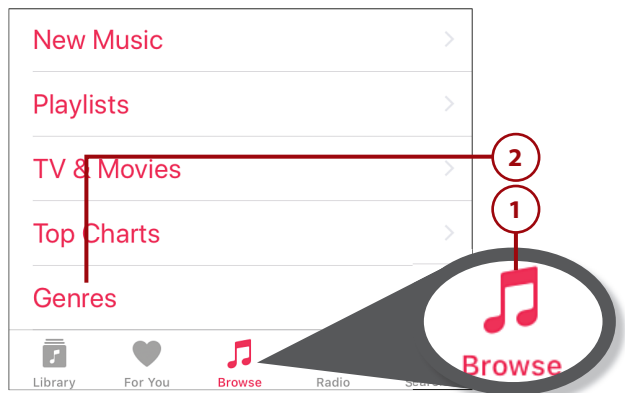 New Music
Playlists
TV & Movies
Top Charts
Genres
2
1
Browse
Library
For You
Browse
Radio